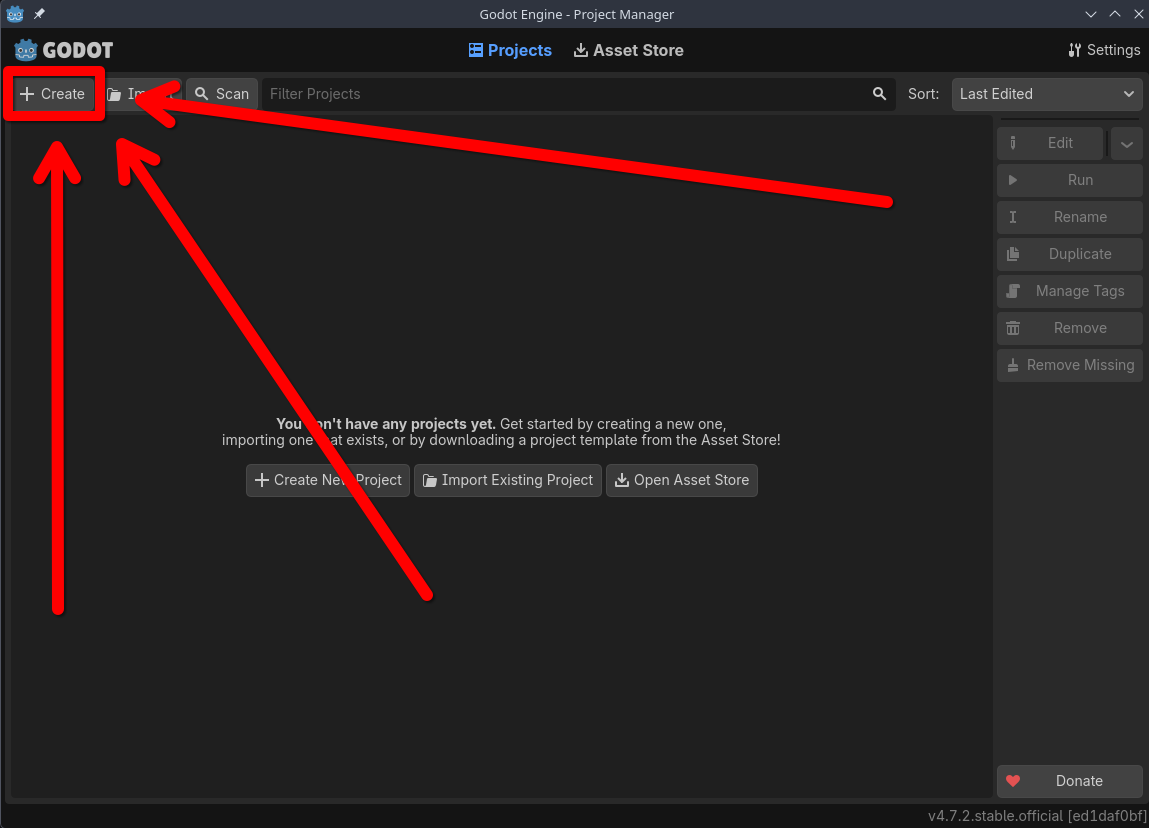 Godot Engine - Project Manager
GODOT
Projects
Asset Store
Settings
Create
Scan
Filter Projects
Sort:
Last Edited
Edit
Run
Rename
Duplicate
Manage Tags
Remove
Remove Missing
You don't have any projects yet. Get started by creating a new one,
importing one that exists, or by downloading a project template from the Asset Store!
Create New Project
Import Existing Project
Open Asset Store
Donate
v4.7.2.stable.official [ed1daf0bf]